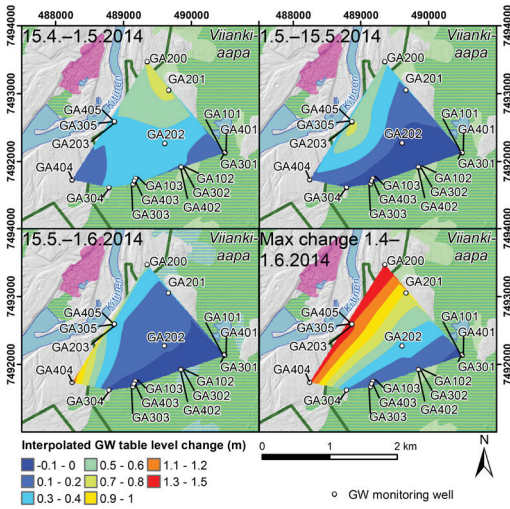 488000 489000 490000
488000 489000 490000
7494000
7493000
7492000
7494000
7493000
7492000
15.4.–1.5.2014
Viianki-
aapa
GA200
GA201
Kitinen
GA405
GA305
GA101
GA401
GA203
GA202
GA404
GA301
GA304
GA103
GA403
GA303
GA102
GA302
GA402
1.5.–15.5.2014
Viianki-
aapa
GA200
GA201
Kitinen
GA405
GA305
GA101
GA401
GA203
GA202
GA404
GA301
GA304
GA103
GA403
GA303
GA102
GA302
GA402
15.5.–1.6.2014
Viianki-
aapa
GA200
GA201
Kitinen
GA405
GA305
GA101
GA401
GA203
GA202
GA404
GA301
GA304
GA103
GA403
GA303
GA102
GA302
GA402
Max change 1.4–
1.6.2014
Viianki-
aapa
GA200
GA201
Kitinen
GA405
GA305
GA101
GA401
GA203
GA202
GA404
GA301
GA304
GA103
GA403
GA303
GA102
GA302
GA402
Interpolated GW table level change (m)
-0.1 - 0
0.1 - 0.2
0.3 - 0.4
0.5 - 0.6
0.7 - 0.8
0.9 - 1
1.1 - 1.2
1.3 - 1.5
0 1 2 km
N
GW monitoring well